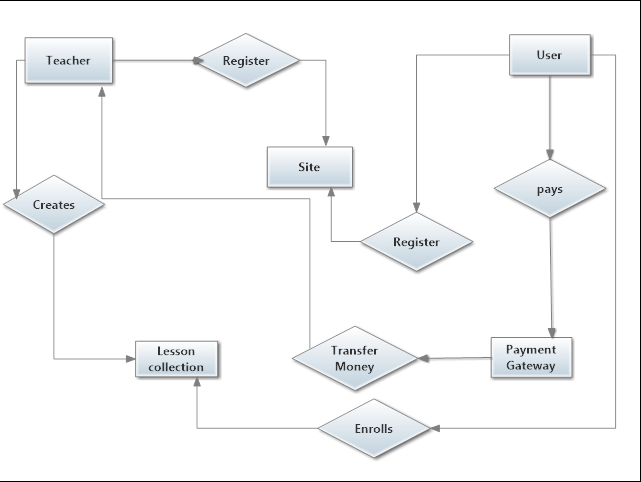 Teacher
Register
User
Site
pays
Creates
Register
Lesson
collection
Transfer
Money
Payment
Gateway
Enrolls